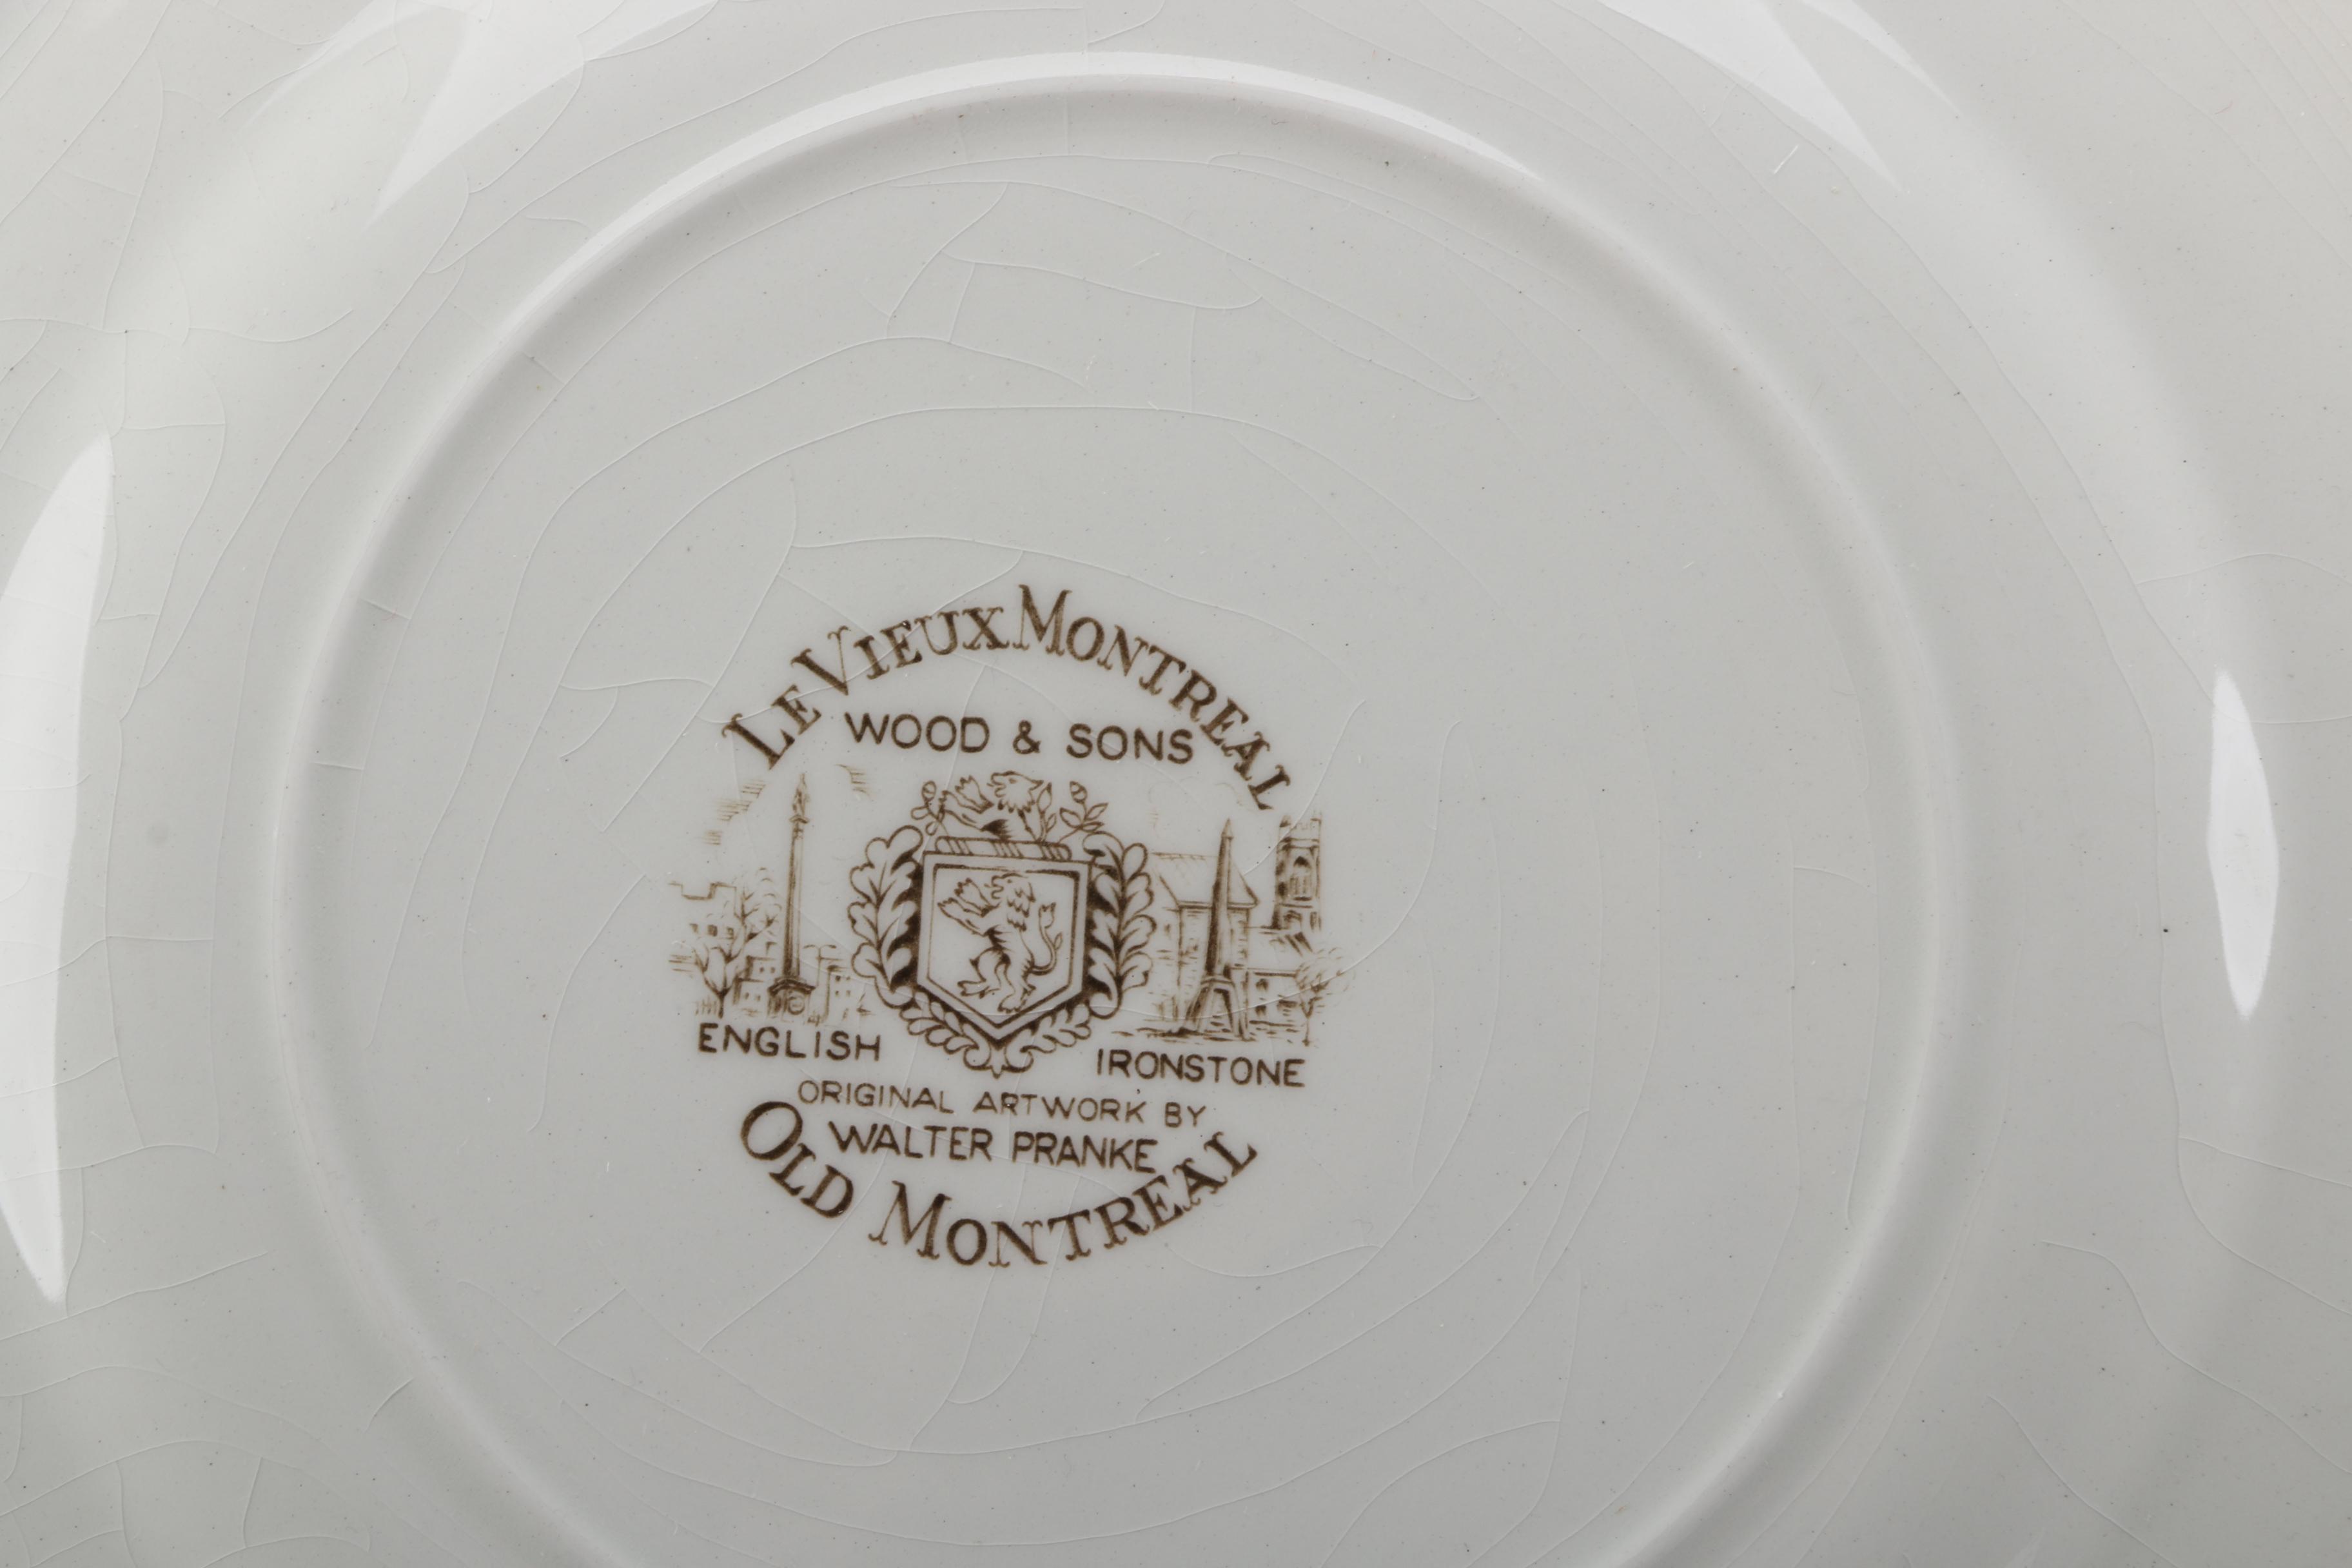 LE VIEUX MONTREAL
WOOD & SONS
ENGLISH IRONSTONE
ORIGINAL ARTWORK BY
WALTER PRANKE
OLD MONTREAL